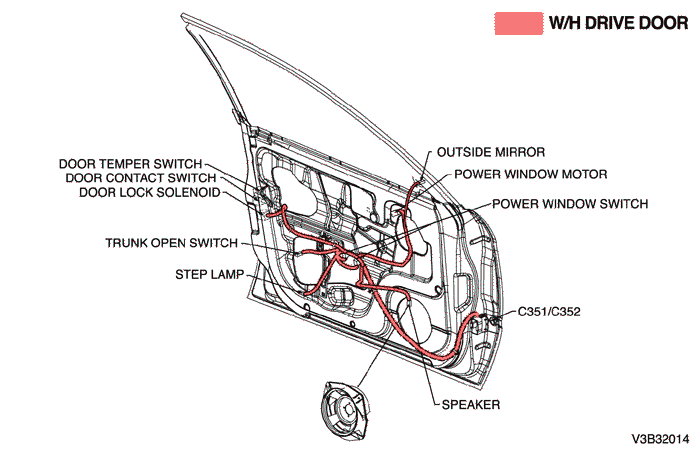 W/H DRIVE DOOR
OUTSIDE MIRROR
DOOR TEMPER SWITCH
POWER WINDOW MOTOR
DOOR CONTACT SWITCH
DOOR LOCK SOLENOID
POWER WINDOW SWITCH
TRUNK OPEN SWITCH
STEP LAMP
C351/C352
SPEAKER
V3B32014